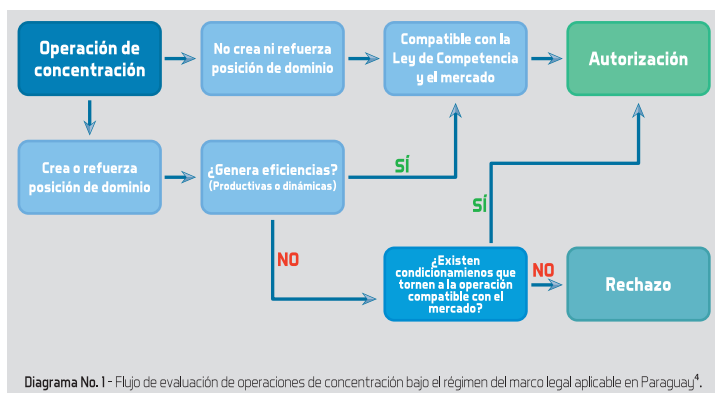 Operación de
concentración
No crea ni refuerza
posición de dominio
Compatible con la
Ley de Competencia
y el mercado
Autorización
Crea o refuerza
posición de dominio
¿Genera eficiencias?
(Productivas o dinámicas)
SÍ
SÍ
NO
¿Existen
condicionamienos que
tornen a la operación
compatible con el
mercado?
NO
Rechazo
Diagrama No. 1 - Flujo de evaluación de operaciones de concentración bajo el régimen del marco legal aplicable en Paraguay⁴.